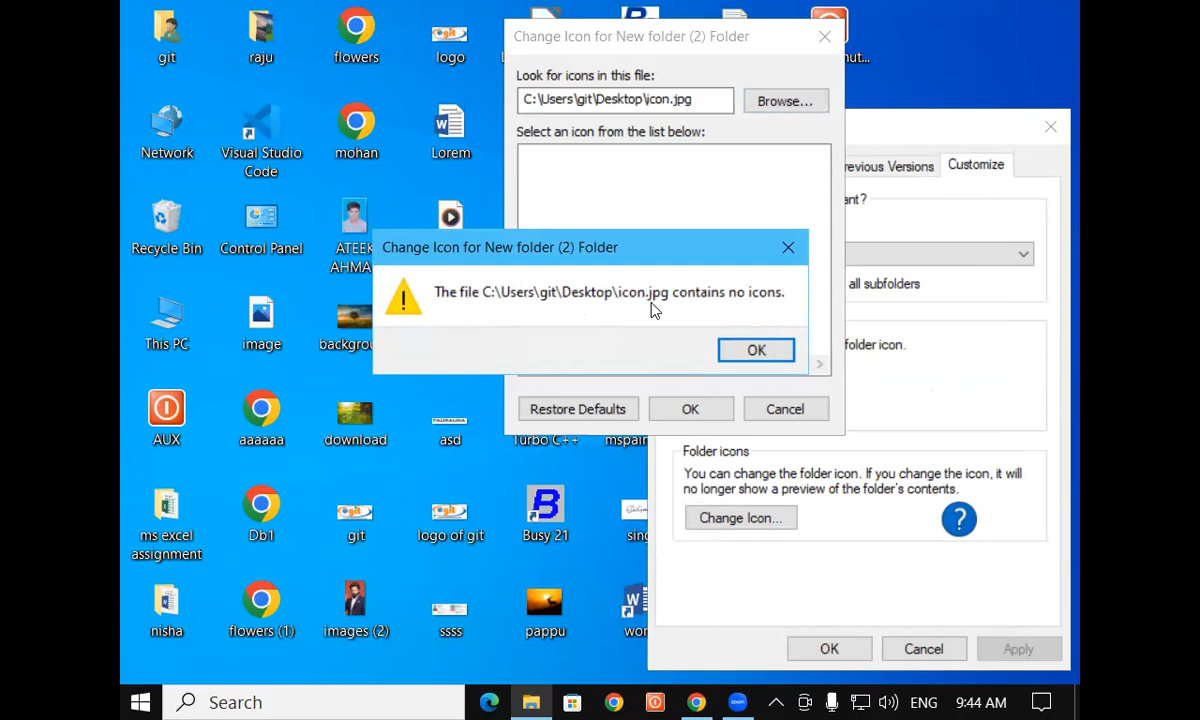 git
raju
flowers
logo
Network
Visual Studio
Code
mohan
Lorem
Recycle Bin
Control Panel
ATEEK
AHMA
This PC
image
backgrou
AUX
aaaaaa
download
asd
Turbo C++
mspain
ms excel
assignment
Db1
git
logo of git
Busy 21
sinc
nisha
flowers (1)
images (2)
ssss
pappu
wor
Change Icon for New folder (2) Folder
Look for icons in this file:
C:\Users\git\Desktop\icon.jpg
Browse...
Select an icon from the list below:
Change Icon for New folder (2) Folder
The file C:\Users\git\Desktop\icon.jpg contains no icons.
OK
Restore Defaults
OK
Cancel
nut...
revious Versions
Customize
ant?
all subfolders
folder icon.
Folder icons
You can change the folder icon. If you change the icon, it will
no longer show a preview of the folder's contents.
Change Icon...
?
OK
Cancel
Apply
Search
ENG
9:44 AM